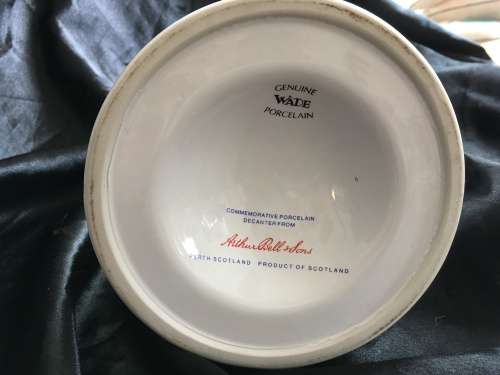 GENUINE
WADE
PORCELAIN
COMMEMORATIVE PORCELAIN
DECANTER FROM
Arthur Bell & Sons
PERTH SCOTLAND PRODUCT OF SCOTLAND